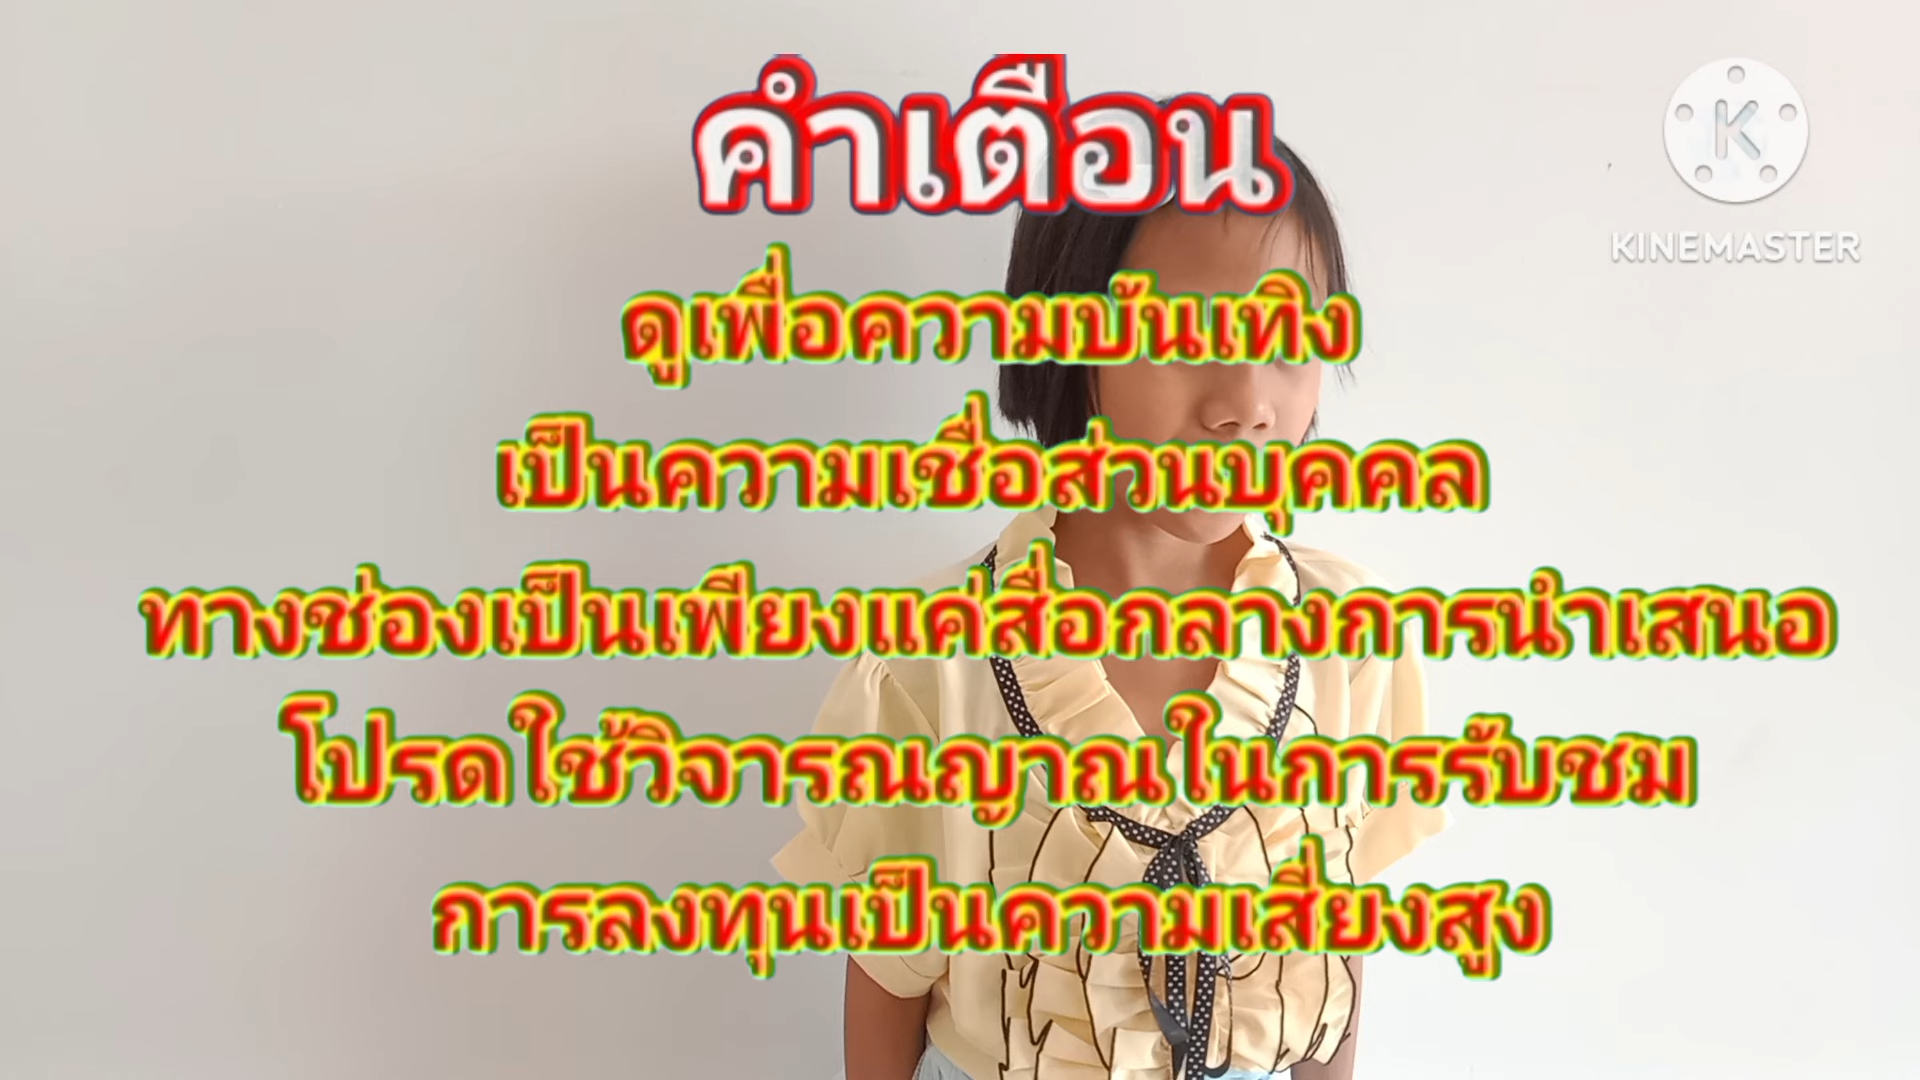 คำเตือน
KINEMASTER
ดูเพื่อความบันเทิง
เป็นความเชื่อส่วนบุคคล
ทางช่องเป็นเพียงแค่สื่อกลางการนำเสนอ
โปรดใช้วิจารณญาณในการรับชม
การลงทุนเป็นความเสี่ยงสูง